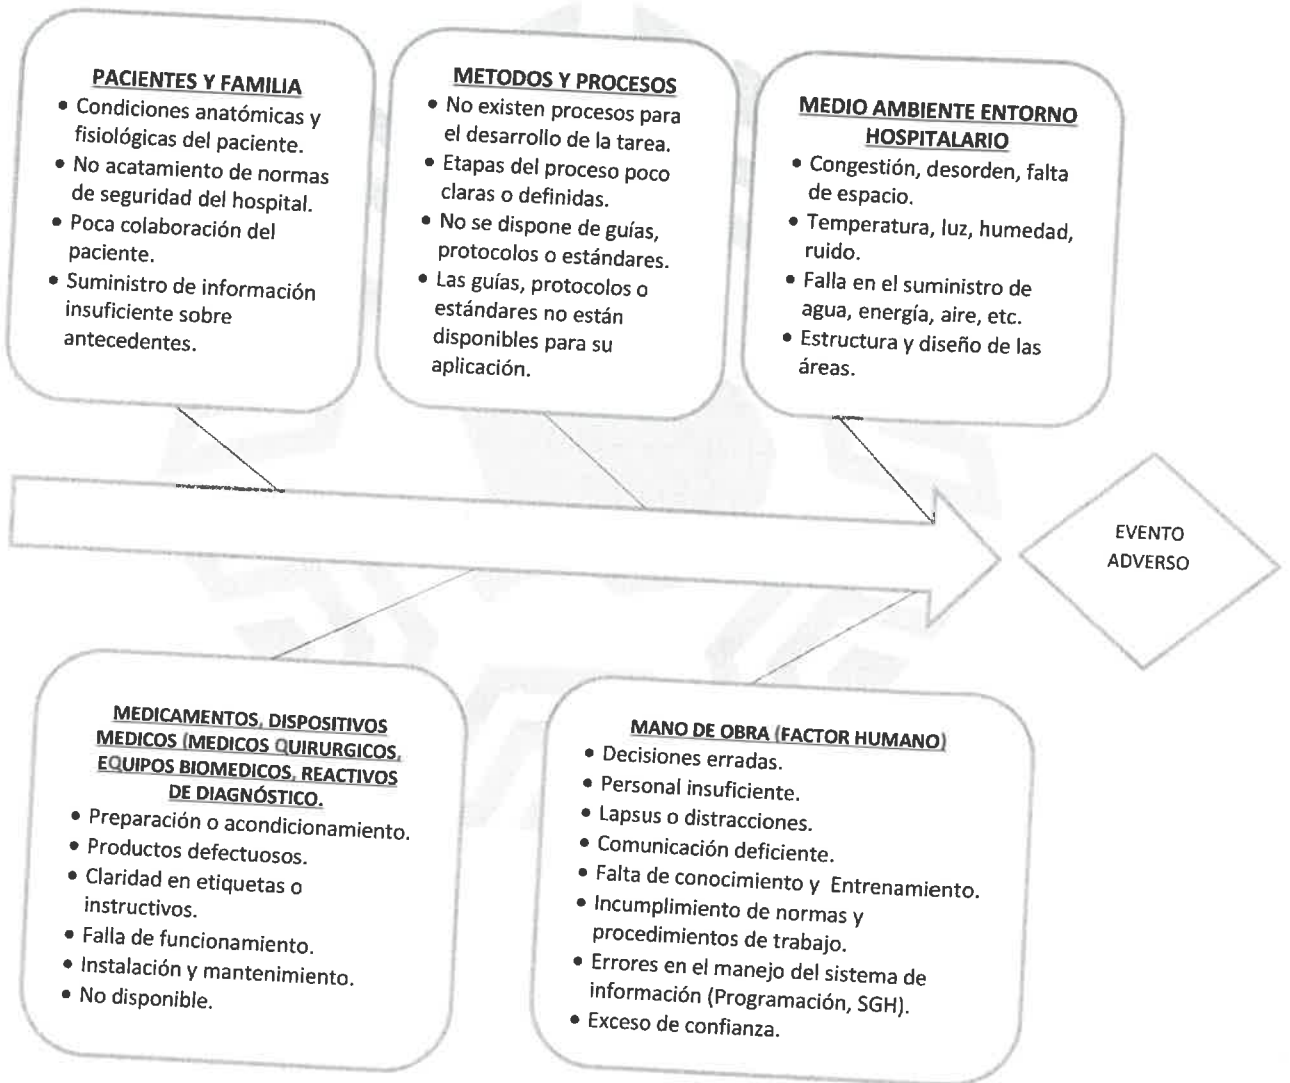 PACIENTES Y FAMILIA
• Condiciones anatómicas y
fisiológicas del paciente.
• No acatamiento de normas
de seguridad del hospital.
• Poca colaboración del
paciente.
• Suministro de información
insuficiente sobre
antecedentes.
METODOS Y PROCESOS
• No existen procesos para
el desarrollo de la tarea.
• Etapas del proceso poco
claras o definidas.
• No se dispone de guías,
protocolos o estándares.
• Las guías, protocolos o
estándares no están
disponibles para su
aplicación.
MEDIO AMBIENTE ENTORNO
HOSPITALARIO
• Congestión, desorden, falta
de espacio.
• Temperatura, luz, humedad,
ruido.
• Falla en el suministro de
agua, energía, aire, etc.
• Estructura y diseño de las
áreas.
EVENTO
ADVERSO
MEDICAMENTOS, DISPOSITIVOS
MEDICOS (MEDICOS QUIRURGICOS,
EQUIPOS BIOMEDICOS, REACTIVOS
DE DIAGNÓSTICO.
• Preparación o acondicionamiento.
• Productos defectuosos.
• Claridad en etiquetas o
instructivos.
• Falla de funcionamiento.
• Instalación y mantenimiento.
• No disponible.
MANO DE OBRA (FACTOR HUMANO)
• Decisiones erradas.
• Personal insuficiente.
• Lapsus o distracciones.
• Comunicación deficiente.
• Falta de conocimiento y Entrenamiento.
• Incumplimiento de normas y
procedimientos de trabajo.
• Errores en el manejo del sistema de
información (Programación, SGH).
• Exceso de confianza.